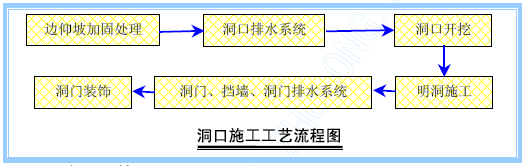 边仰坡加固处理
洞口排水系统
洞口开挖
明洞施工
洞门、挡墙、洞门排水系统
洞门装饰
洞口施工工艺流程图